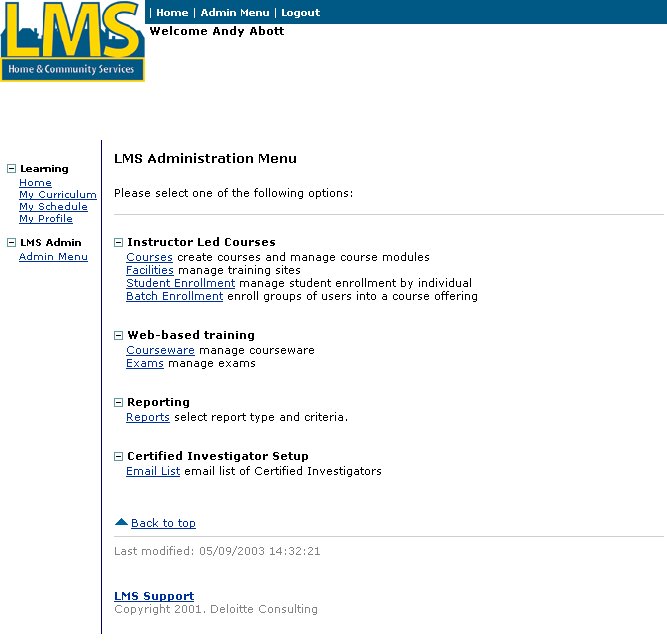 LMS
Home & Community Services
| Home | Admin Menu | Logout
Welcome Andy Abott
Learning
Home
My Curriculum
My Schedule
My Profile
LMS Admin
Admin Menu
LMS Administration Menu
Please select one of the following options:
Instructor Led Courses
Courses create courses and manage course modules
Facilities manage training sites
Student Enrollment manage student enrollment by individual
Batch Enrollment enroll groups of users into a course offering
Web-based training
Courseware manage courseware
Exams manage exams
Reporting
Reports select report type and criteria.
Certified Investigator Setup
Email List email list of Certified Investigators
Back to top
Last modified: 05/09/2003 14:32:21
LMS Support
Copyright 2001. Deloitte Consulting